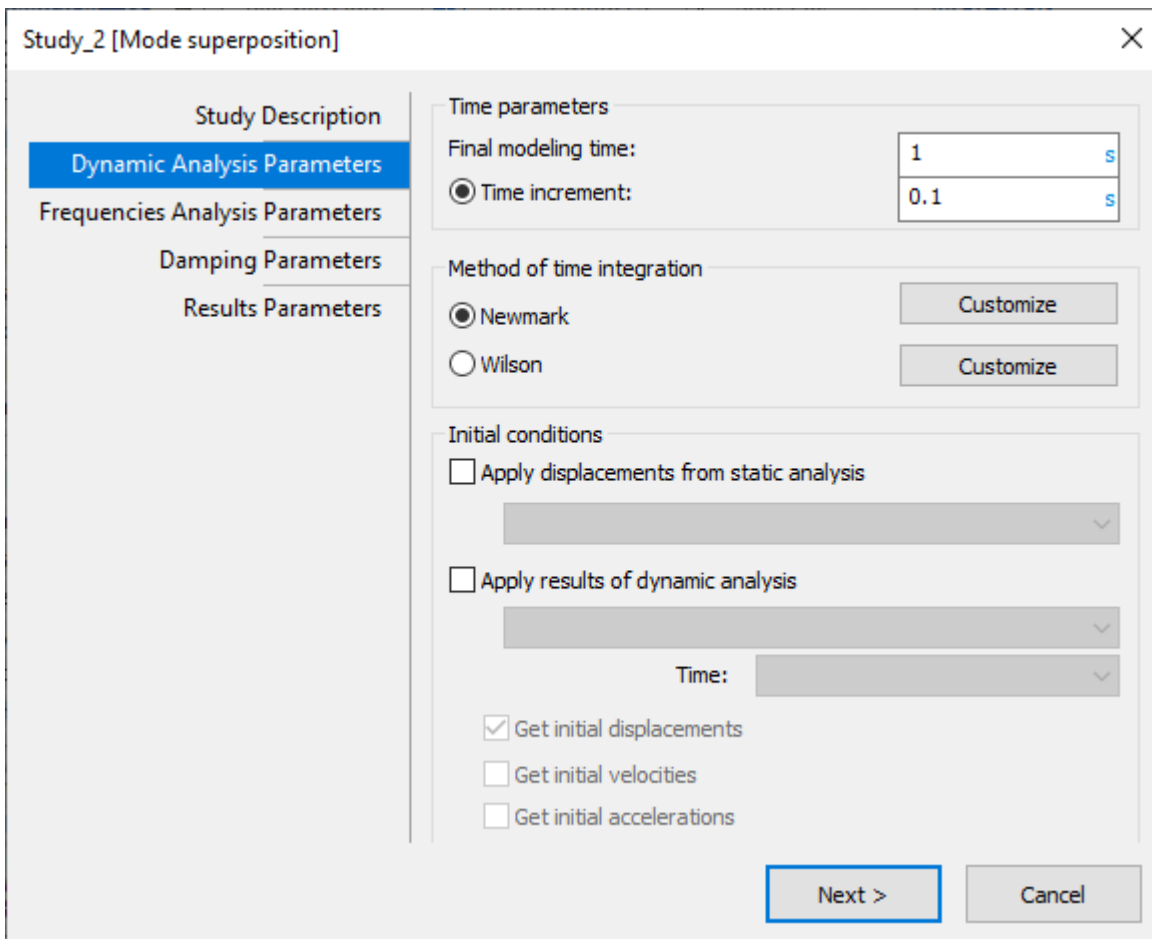 Study_2 [Mode superposition]
Study Description
Dynamic Analysis Parameters
Frequencies Analysis Parameters
Damping Parameters
Results Parameters
Time parameters
Final modeling time: 1 s
Time increment: 0.1 s
Method of time integration
Newmark Customize
Wilson Customize
Initial conditions
Apply displacements from static analysis
Apply results of dynamic analysis
Time:
Get initial displacements
Get initial velocities
Get initial accelerations
Next > Cancel